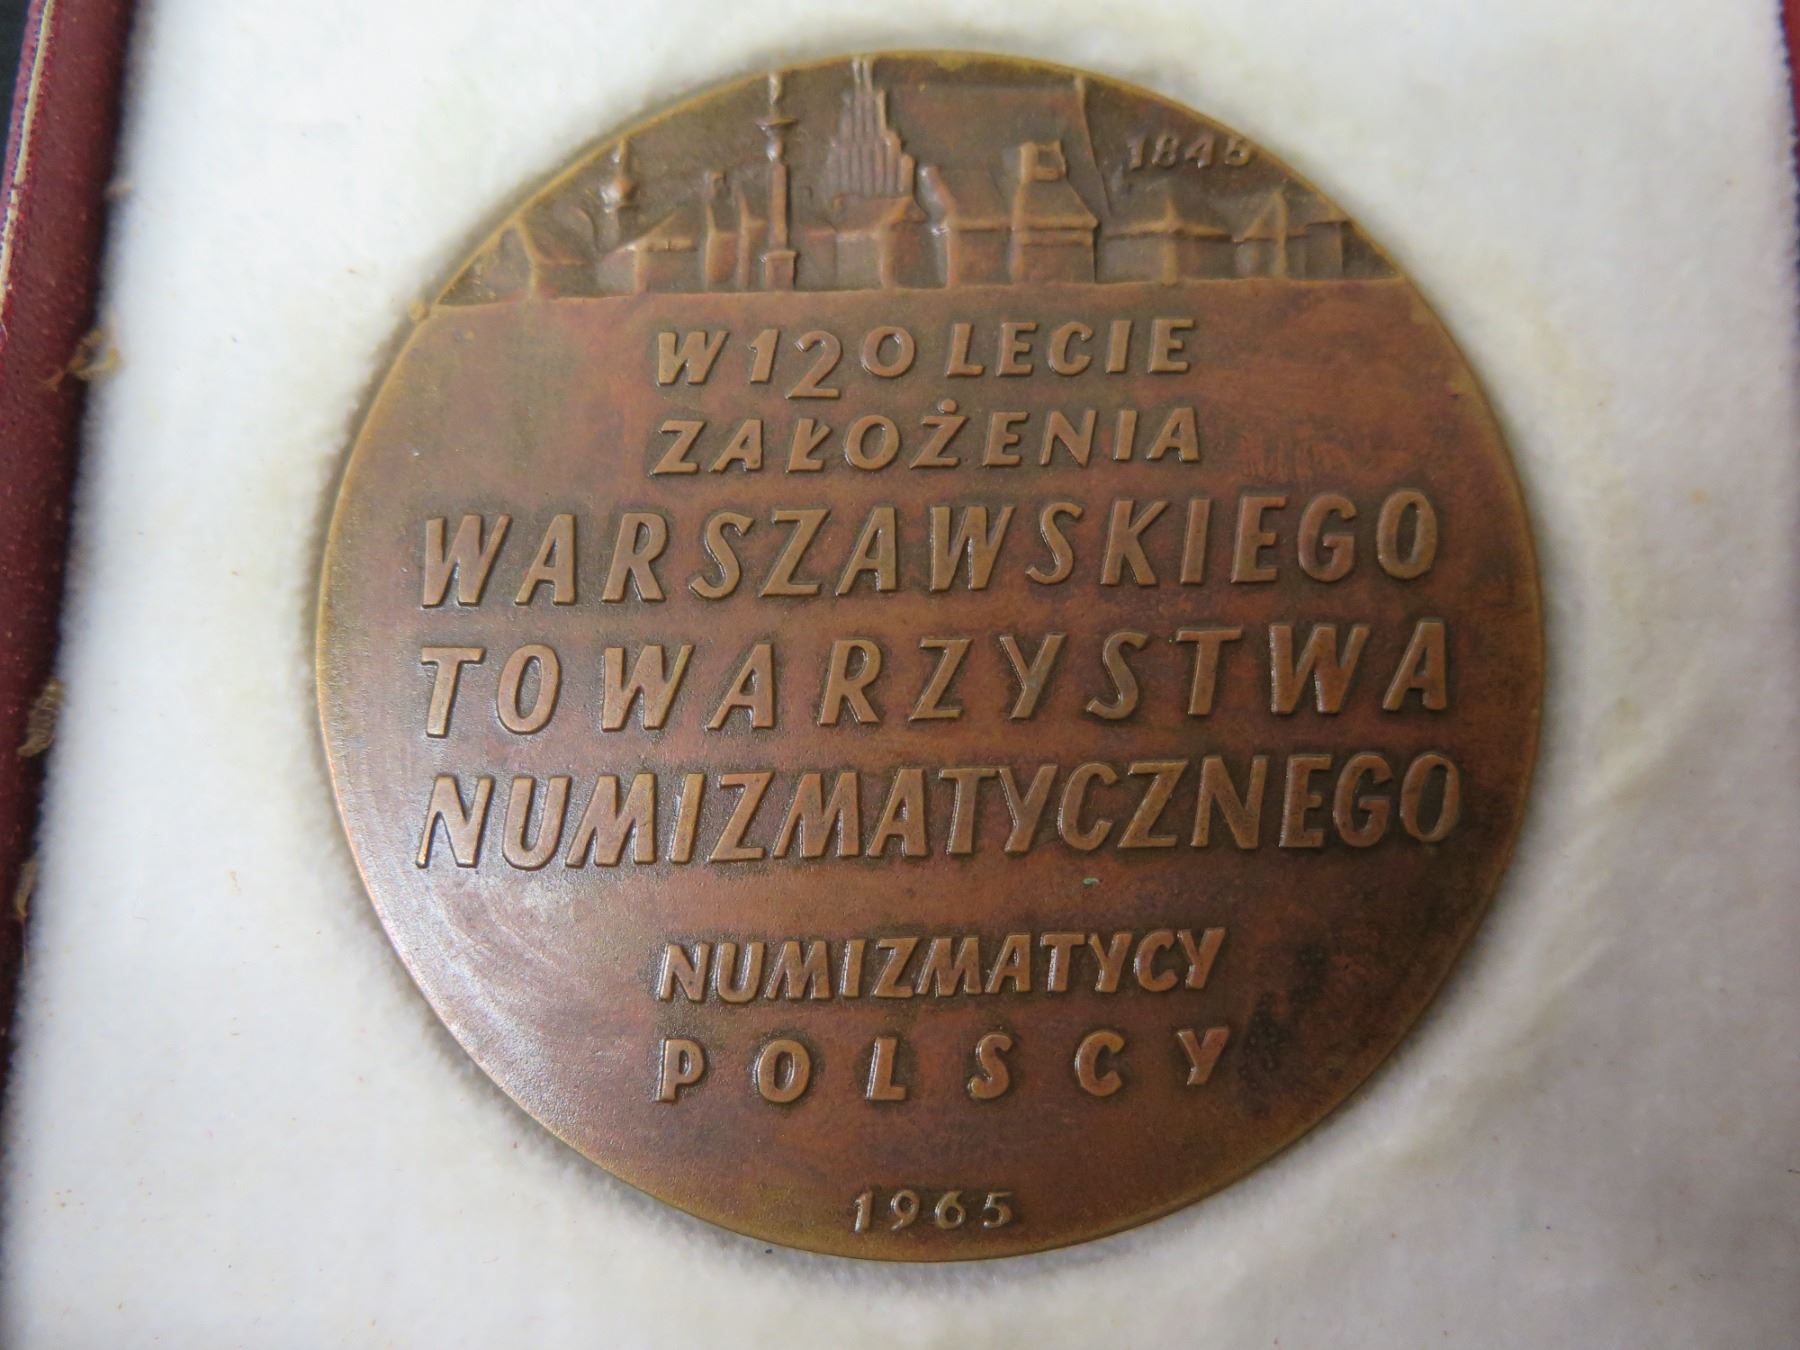 1845
W 120 LECIE
ZAŁOŻENIA
WARSZAWSKIEGO
TOWARZYSTWA
NUMIZMATYCZNEGO
NUMIZMATYCY
POLSCY
1965